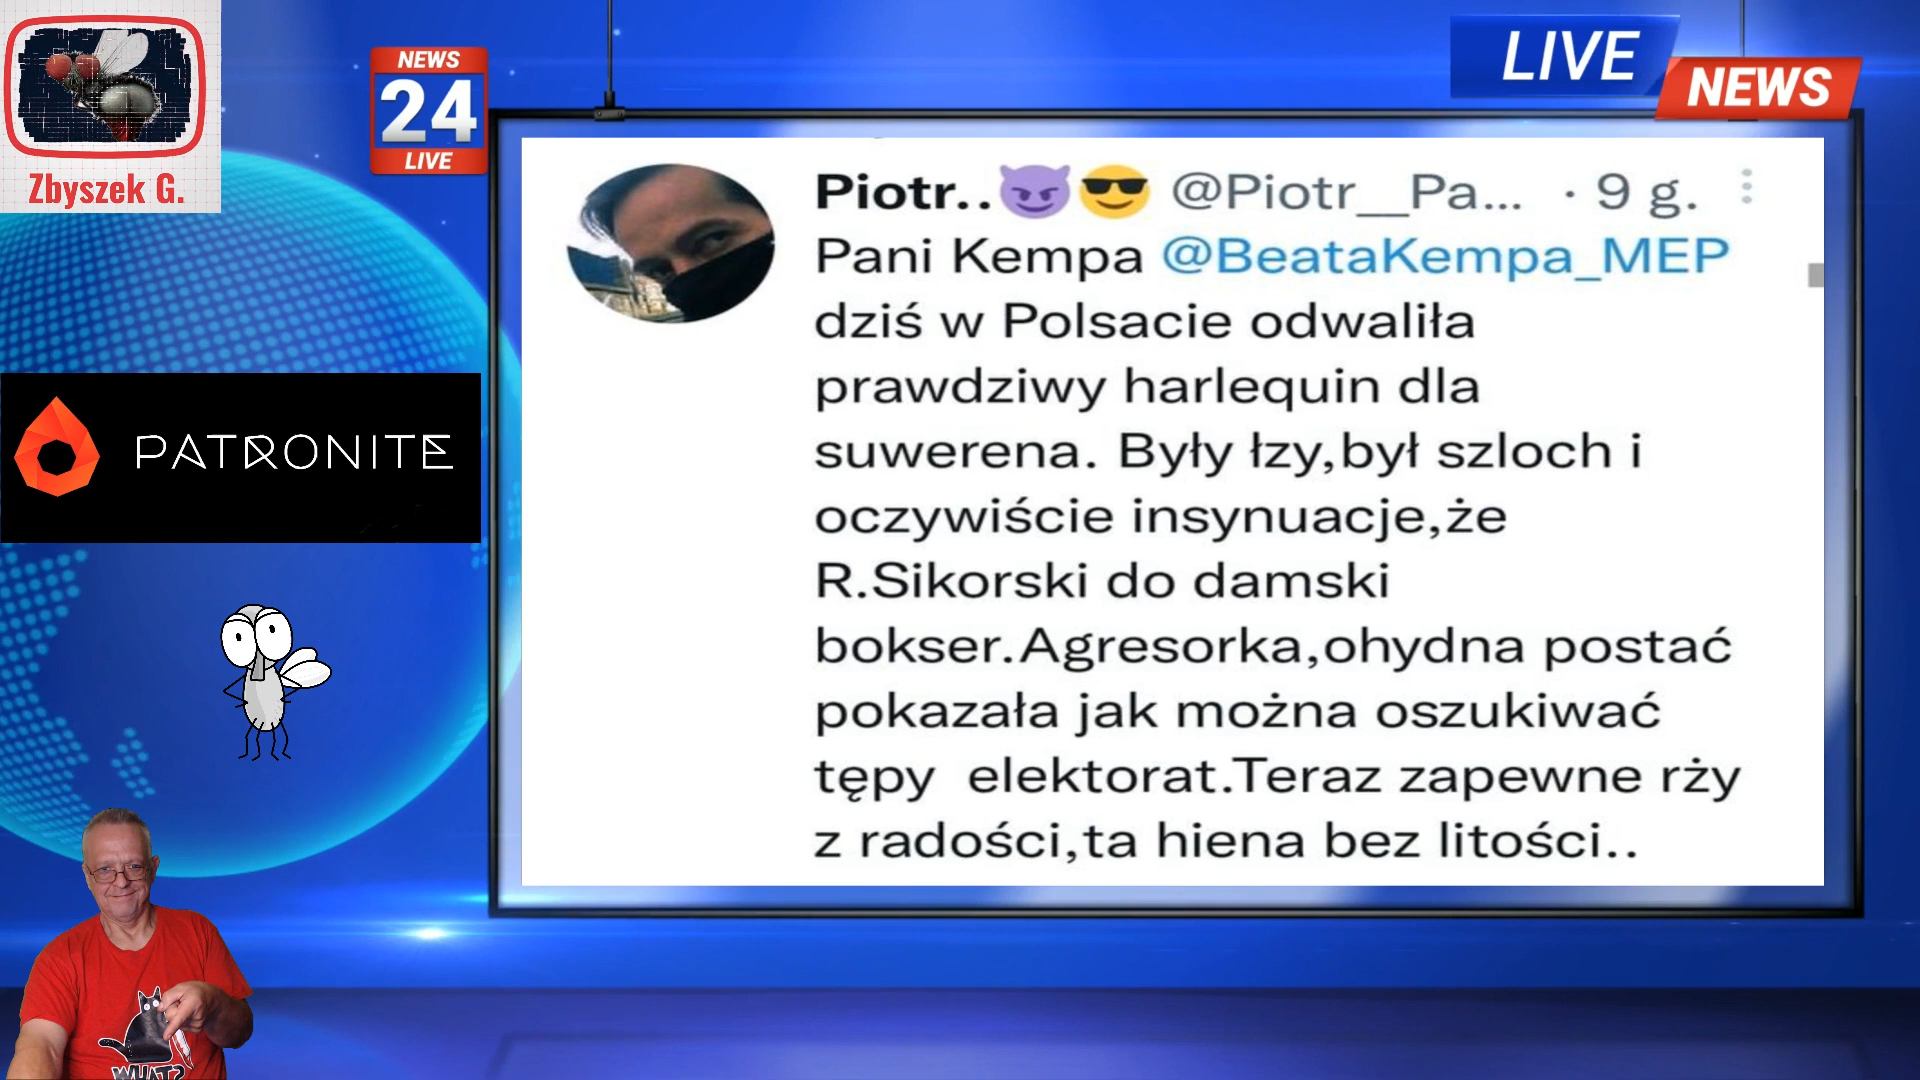 Zbyszek G.
NEWS
24
LIVE
LIVE
NEWS
PATRONITE
Piotr..😈😎 @Piotr__Pa... · 9 g.
Pani Kempa @BeataKempa_MEP
dziś w Polsacie odwaliła
prawdziwy harlequin dla
suwerena. Były łzy,był szloch i
oczywiście insynuacje,że
R.Sikorski do damski
bokser.Agresorka,ohydna postać
pokazała jak można oszukiwać
tępy elektorat.Teraz zapewne rży
z radości,ta hiena bez litości..
WHAT?